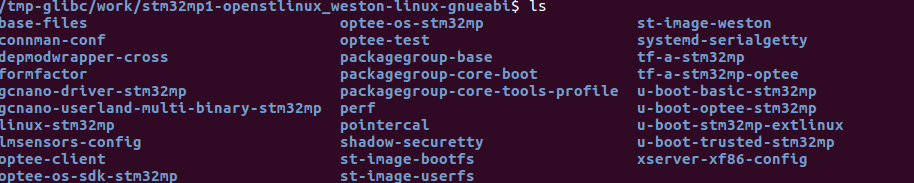 /tmp-glibc/work/stm32mp1-openstlinux_weston-linux-gnueabi$ ls
base-files optee-os-stm32mp st-image-weston
connman-conf optee-test systemd-serialgetty
depmodwrapper-cross packagegroup-base tf-a-stm32mp
formfactor packagegroup-core-boot tf-a-stm32mp-optee
gcnano-driver-stm32mp packagegroup-core-tools-profile u-boot-basic-stm32mp
gcnano-userland-multi-binary-stm32mp perf u-boot-optee-stm32mp
linux-stm32mp pointercal u-boot-stm32mp-extlinux
lmsensors-config shadow-securetty u-boot-trusted-stm32mp
optee-client st-image-bootfs xserver-xf86-config
optee-os-sdk-stm32mp st-image-userfs